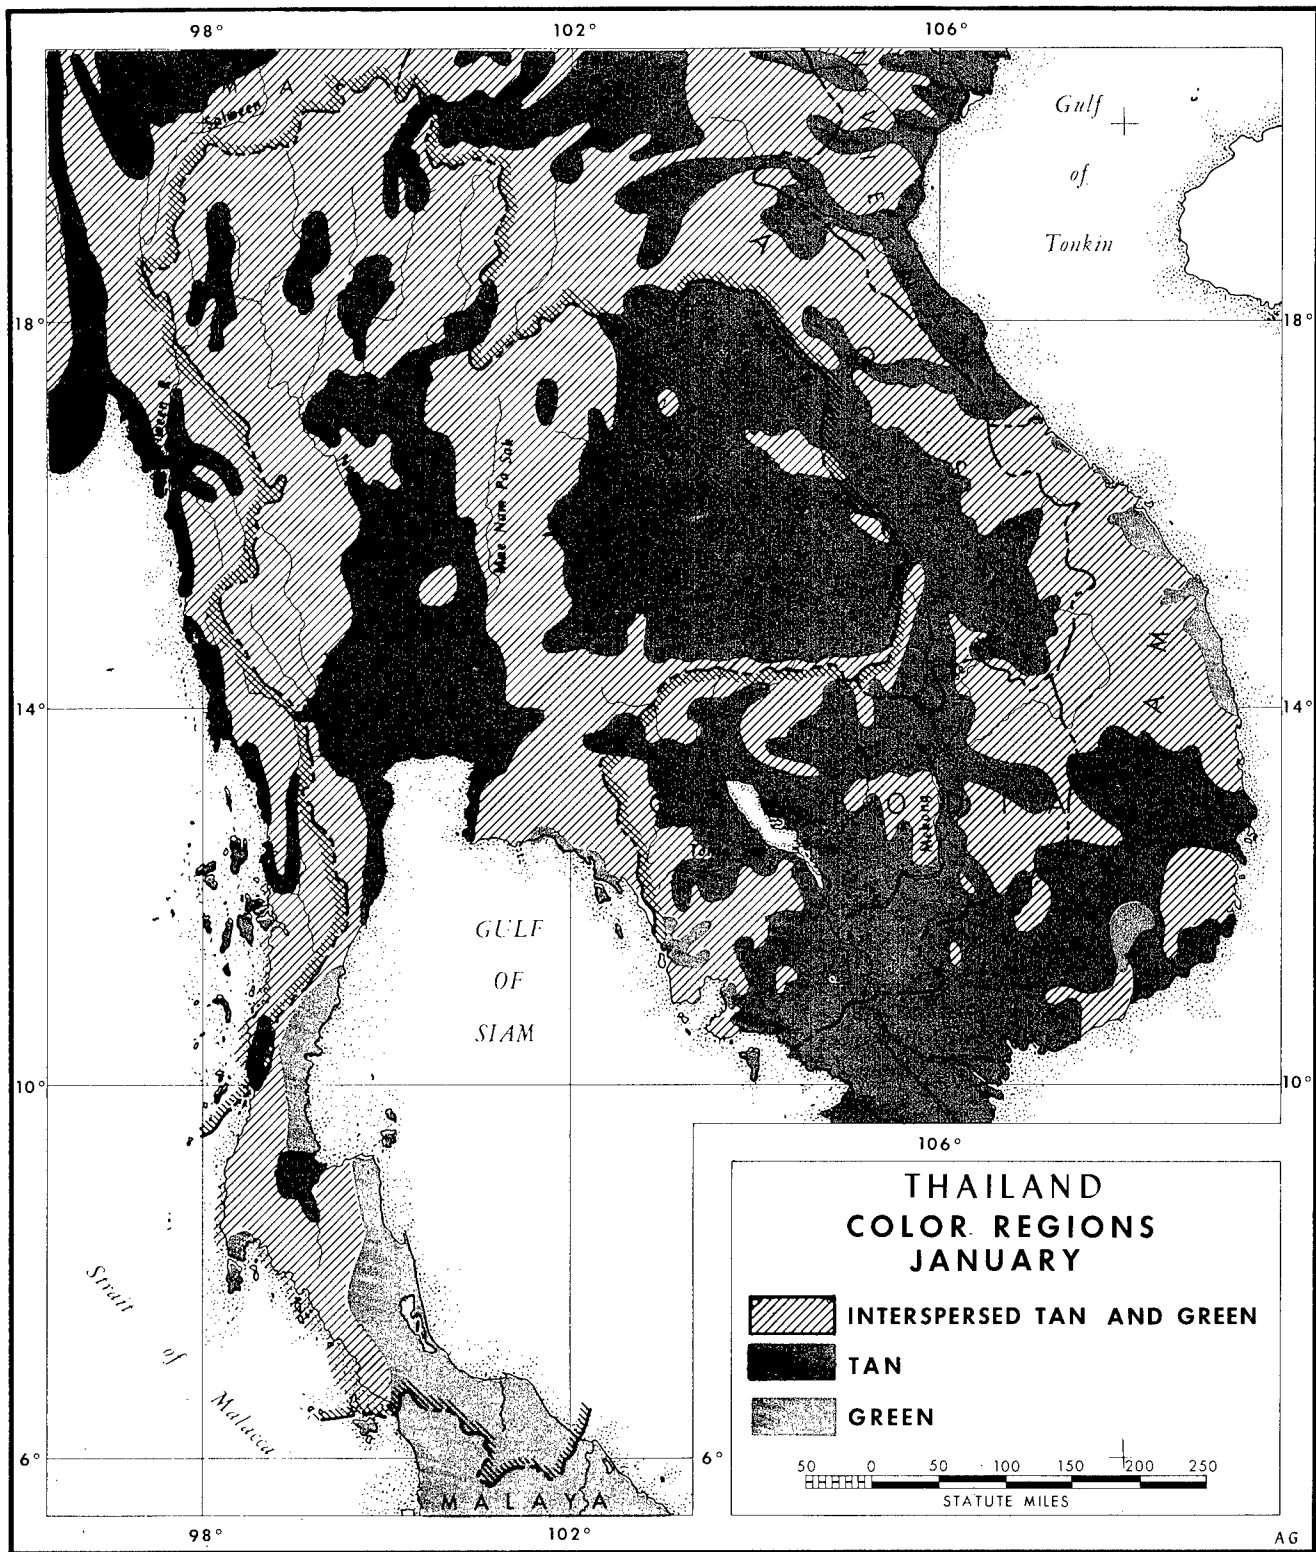 98°
102°
106°
M
A
Salween
N
V
I
E
Gulf
of
Tonkin
A
18°
18°
O
S
Mae Nam Pa Sak
14°
14°
M
A
O
D
I
A
Mekong
GULF
OF
SIAM
10°
10°
106°
THAILAND
COLOR REGIONS
JANUARY
INTERSPERSED TAN AND GREEN
TAN
GREEN
50 0 50 100 150 200 250
STATUTE MILES
Strait
of
Malacca
6°
6°
MALAYA
98°
102°
AG